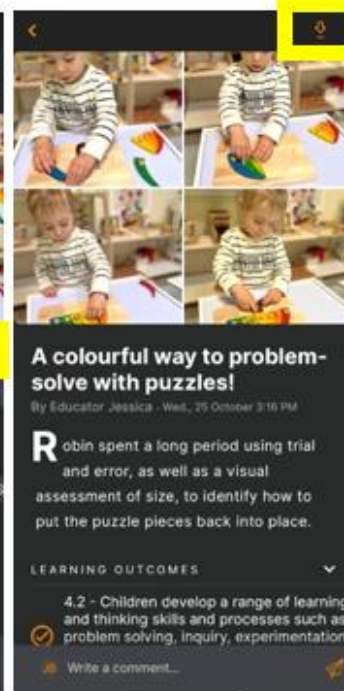 A colourful way to problem-
solve with puzzles!
By Educator Jessica - Wed., 25 October 3:16 PM
Robin spent a long period using trial
and error, as well as a visual
assessment of size, to identify how to
put the puzzle pieces back into place.
LEARNING OUTCOMES
4.2 - Children develop a range of learning
and thinking skills and processes such as
problem solving, inquiry, experimentation
JB Write a comment...